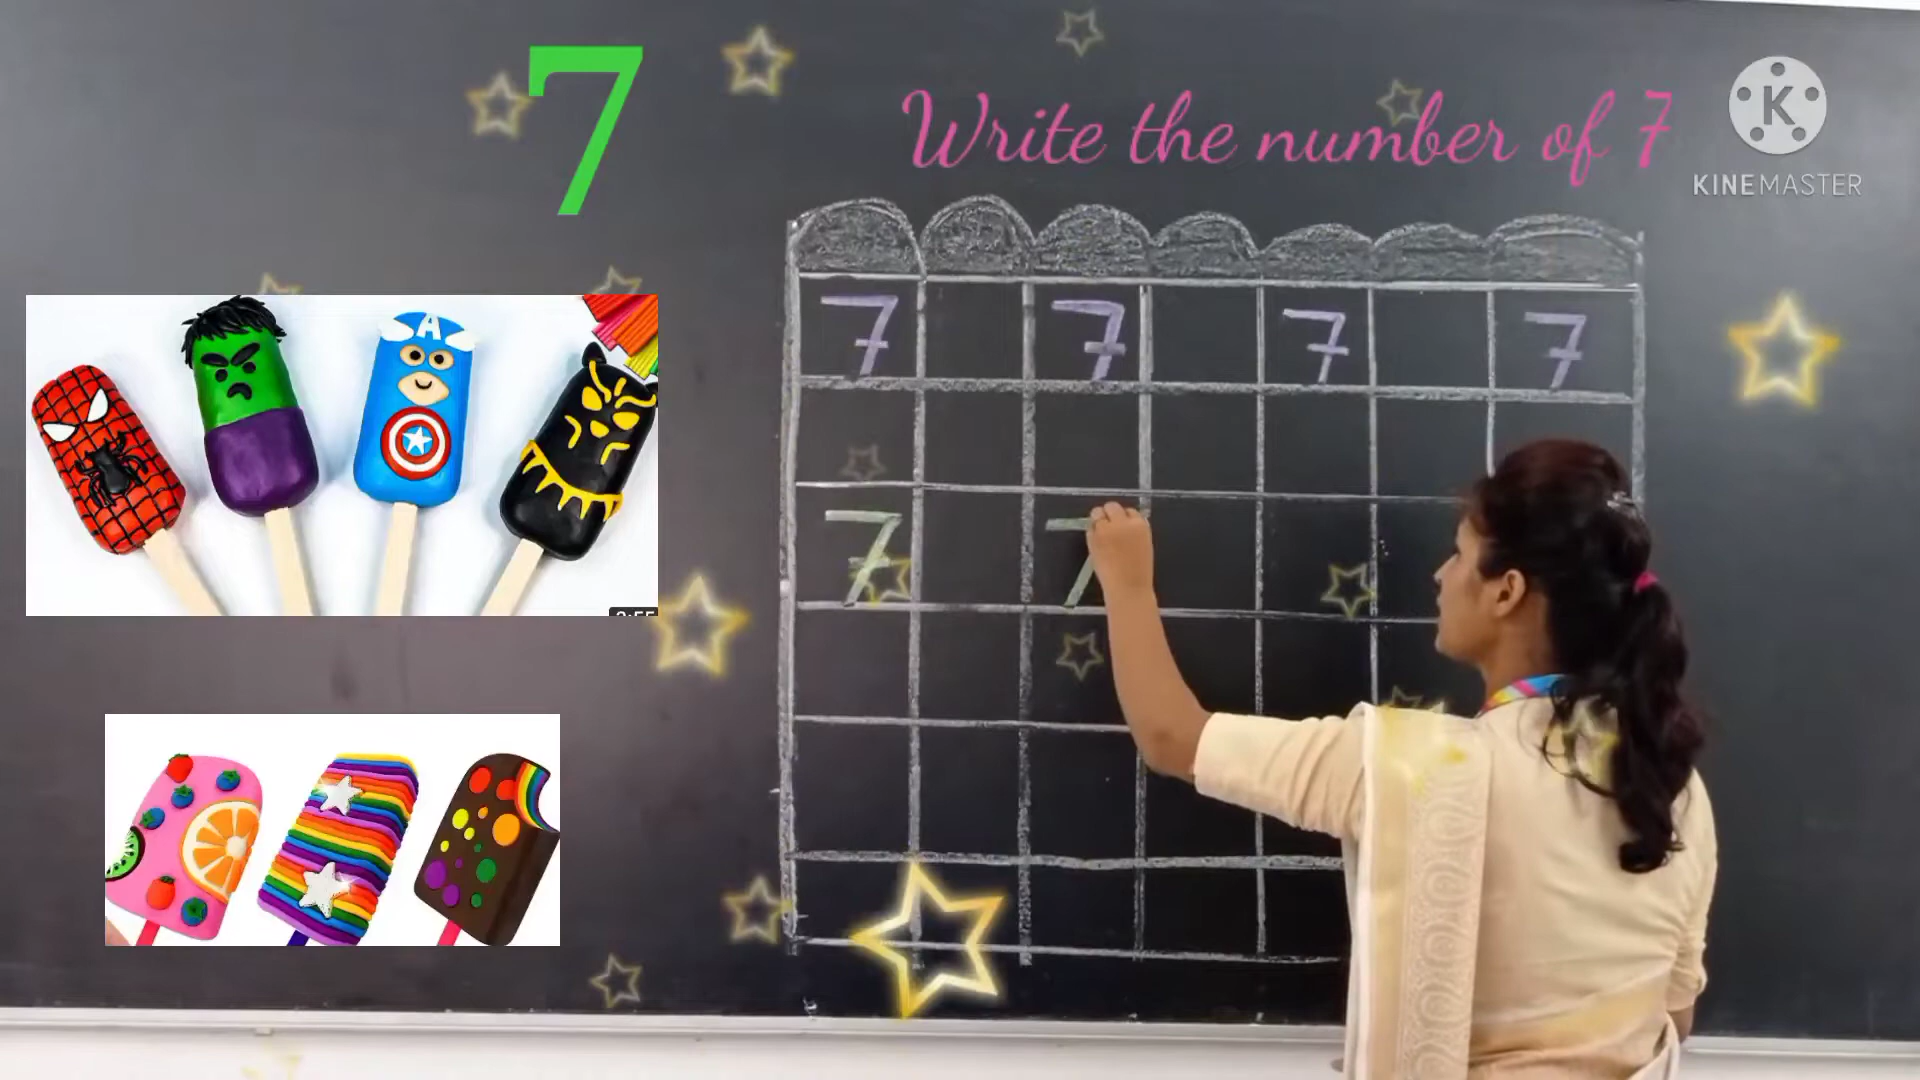 7
Write the number of 7
K
KINEMASTER
A
7 7 7 7
7 7